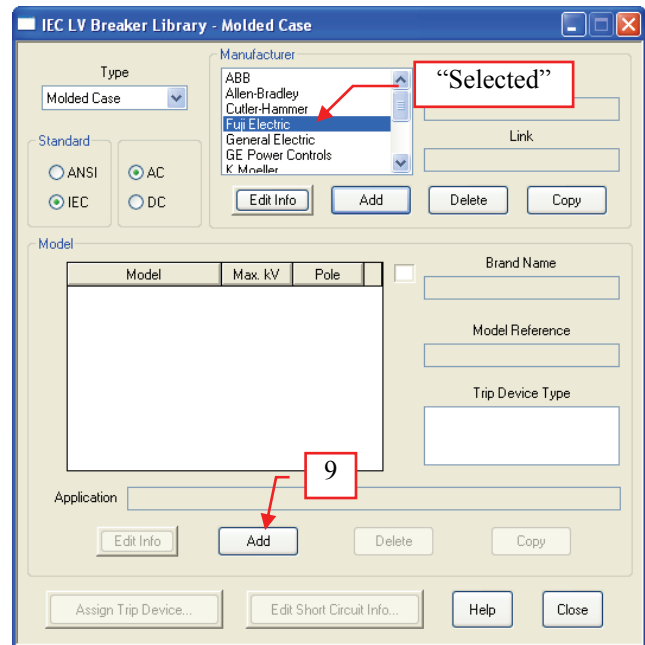 IEC LV Breaker Library - Molded Case
Type
Molded Case
Standard
ANSI
IEC
AC
DC
Manufacturer
ABB
Allen-Bradley
Cutler-Hammer
Fuji Electric
General Electric
GE Power Controls
K Moeller
“Selected”
Link
Edit Info Add Delete Copy
Model
Model Max. kV Pole
Brand Name
Model Reference
Trip Device Type
9
Application
Edit Info Add Delete Copy
Assign Trip Device... Edit Short Circuit Info... Help Close